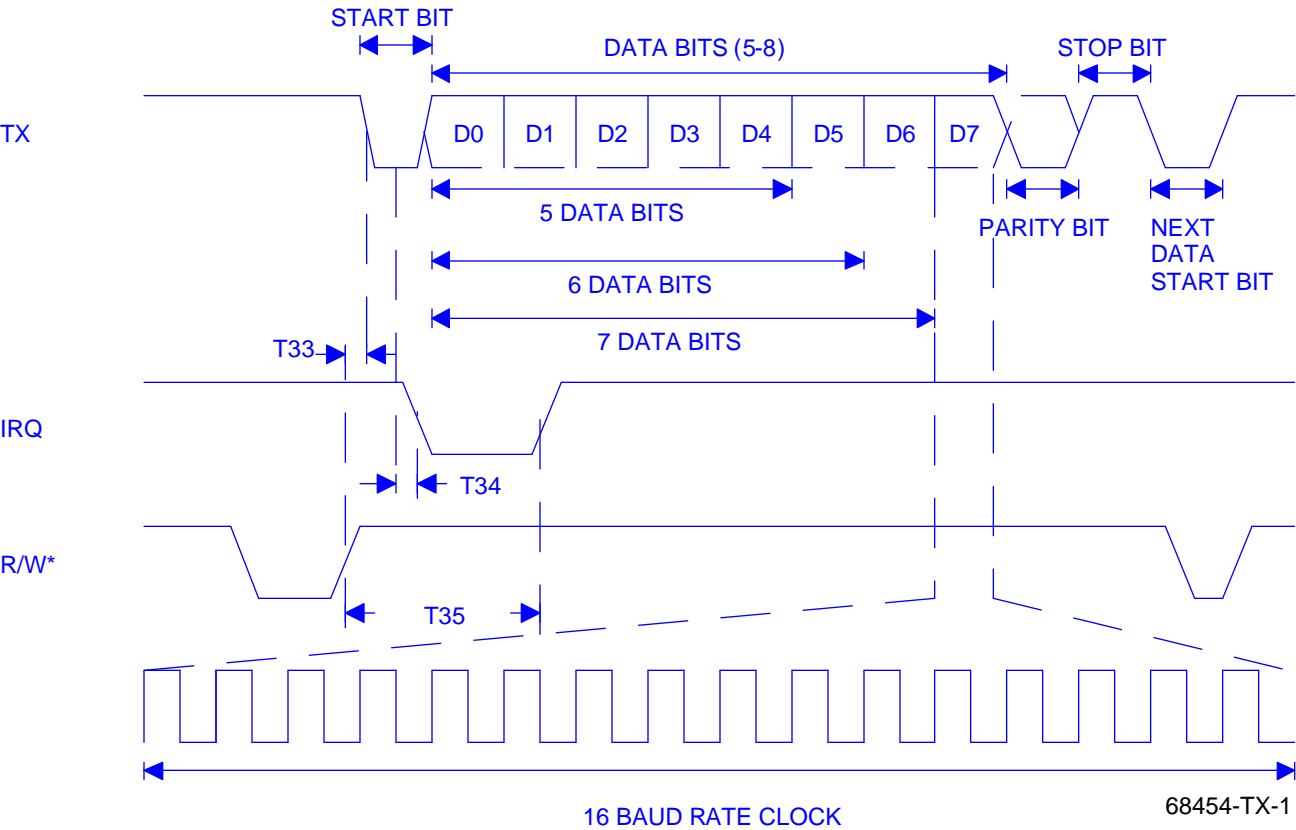 START BIT
DATA BITS (5-8)
STOP BIT
TX
D0 D1 D2 D3 D4 D5 D6 D7
5 DATA BITS
PARITY BIT
NEXT
DATA
START BIT
6 DATA BITS
7 DATA BITS
T33
IRQ
T34
R/W*
T35
16 BAUD RATE CLOCK
68454-TX-1